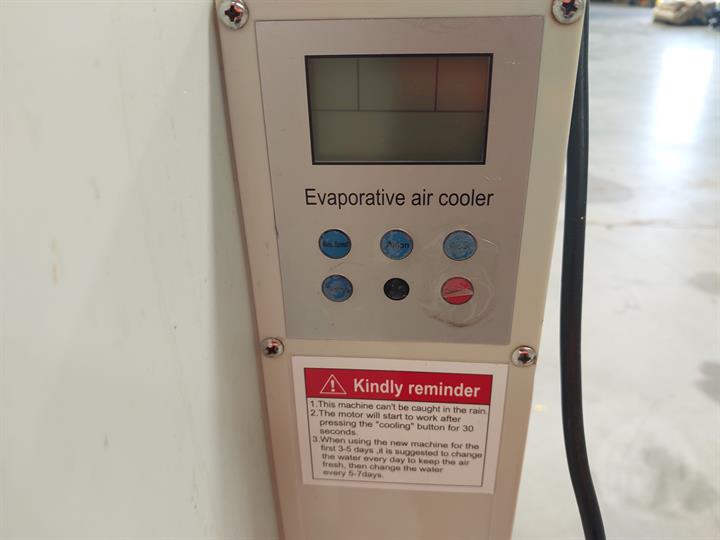 Evaporative air cooler
Kindly reminder
1.This machine can't be caught in the rain.
2.The motor will start to work after
pressing the "cooling" button for 30
seconds.
3.When using the new machine for the
first 3-5 days ,it is suggested to change
the water every day to keep the air
fresh, then change the water
every 5-7days.